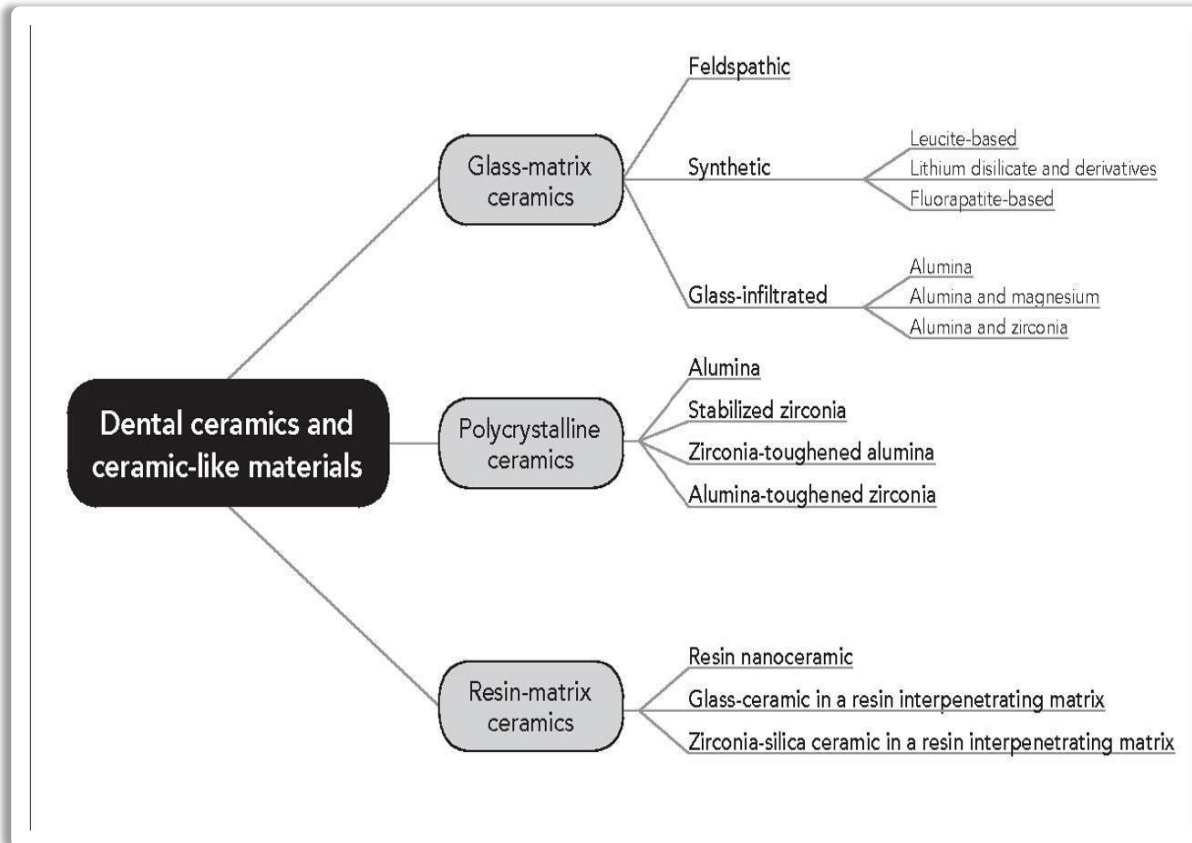 Dental ceramics and
ceramic-like materials
Glass-matrix
ceramics
Feldspathic
Synthetic
Leucite-based
Lithium disilicate and derivatives
Fluorapatite-based
Glass-infiltrated
Alumina
Alumina and magnesium
Alumina and zirconia
Polycrystalline
ceramics
Alumina
Stabilized zirconia
Zirconia-toughened alumina
Alumina-toughened zirconia
Resin-matrix
ceramics
Resin nanoceramic
Glass-ceramic in a resin interpenetrating matrix
Zirconia-silica ceramic in a resin interpenetrating matrix